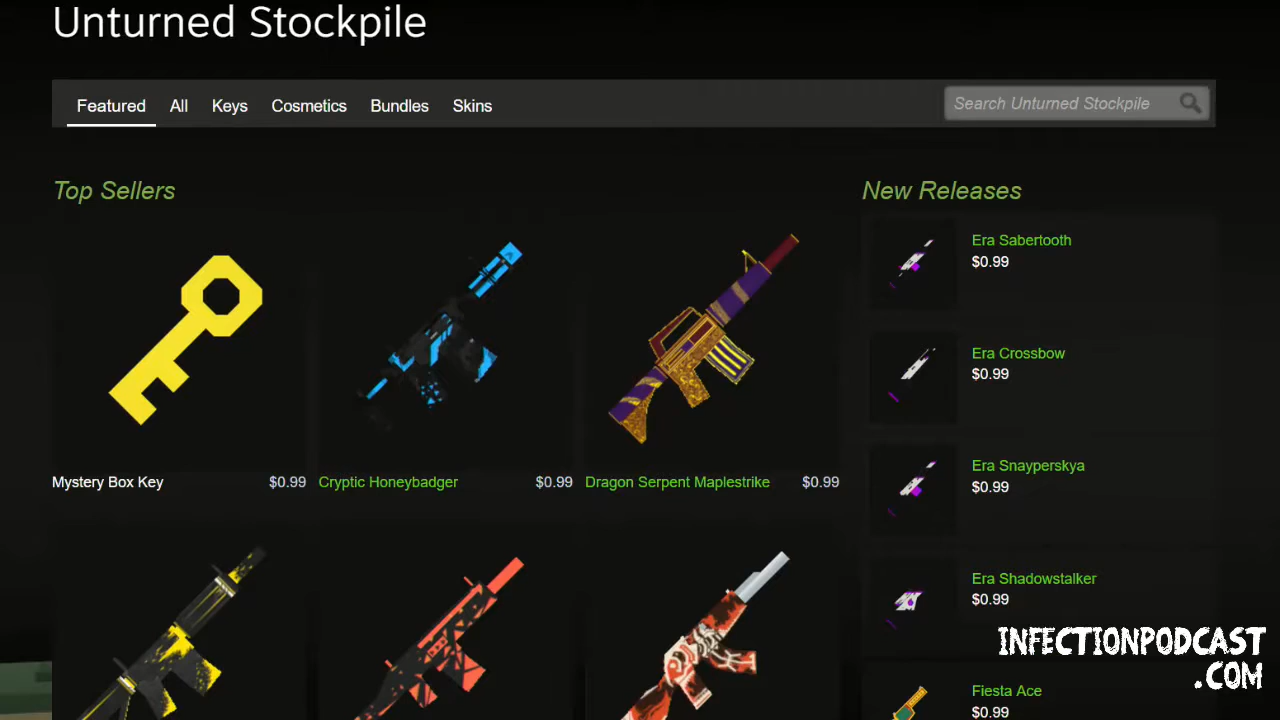 Unturned Stockpile
Featured
All
Keys
Cosmetics
Bundles
Skins
Search Unturned Stockpile
Top Sellers
Mystery Box Key
$0.99
Cryptic Honeybadger
$0.99
Dragon Serpent Maplestrike
$0.99
New Releases
Era Sabertooth
$0.99
Era Crossbow
$0.99
Era Snayperskya
$0.99
Era Shadowstalker
$0.99
Fiesta Ace
$0.99
INFECTIONPODCAST
.COM